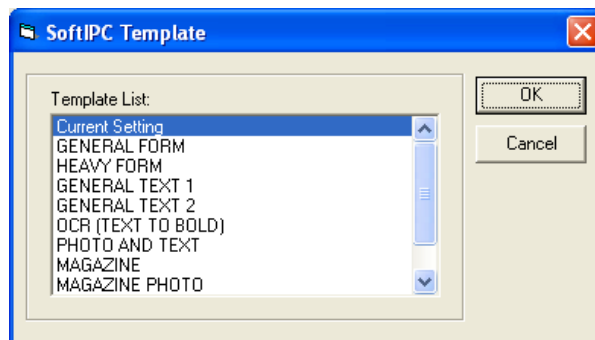 SoftIPC Template
Template List:
OK
Current Setting
GENERAL FORM
Cancel
HEAVY FORM
GENERAL TEXT 1
GENERAL TEXT 2
OCR (TEXT TO BOLD)
PHOTO AND TEXT
MAGAZINE
MAGAZINE PHOTO